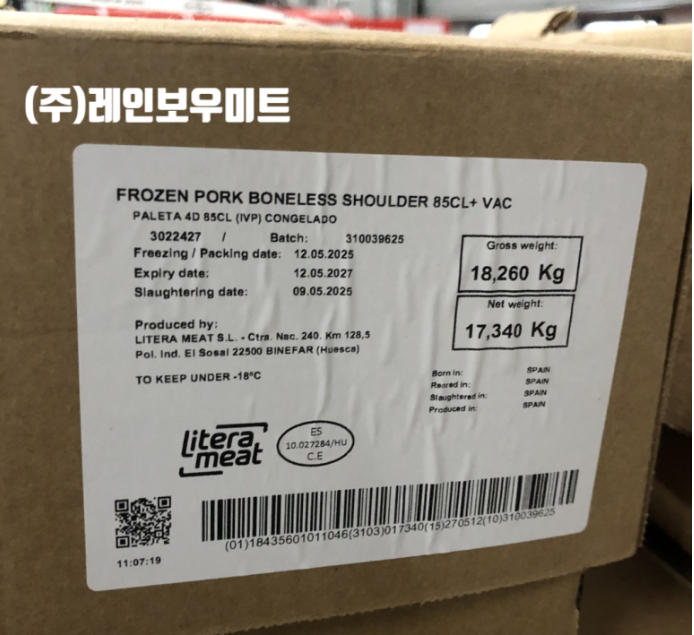 (주)레인보우미트
FROZEN PORK BONELESS SHOULDER 85CL+ VAC
PALETA 4D 85CL (IVP) CONGELADO
3022427 / Batch: 310039625
Freezing / Packing date: 12.05.2025
Expiry date: 12.05.2027
Slaughtering date: 09.05.2025
Gross weight:
18,260 Kg
Net weight:
17,340 Kg
Produced by:
LITERA MEAT S.L. - Ctra. Nac. 240. Km 128,5
Pol. Ind. El Sosal 22500 BINEFAR (Huesca)
TO KEEP UNDER -18ºC
Born in: SPAIN
Reared in: SPAIN
Slaughtered in: SPAIN
Produced in: SPAIN
litera
meat
ES
10.027284/HU
C.E
(01)18435601011046(3103)017340(15)270512(10)310039625
11:07:19